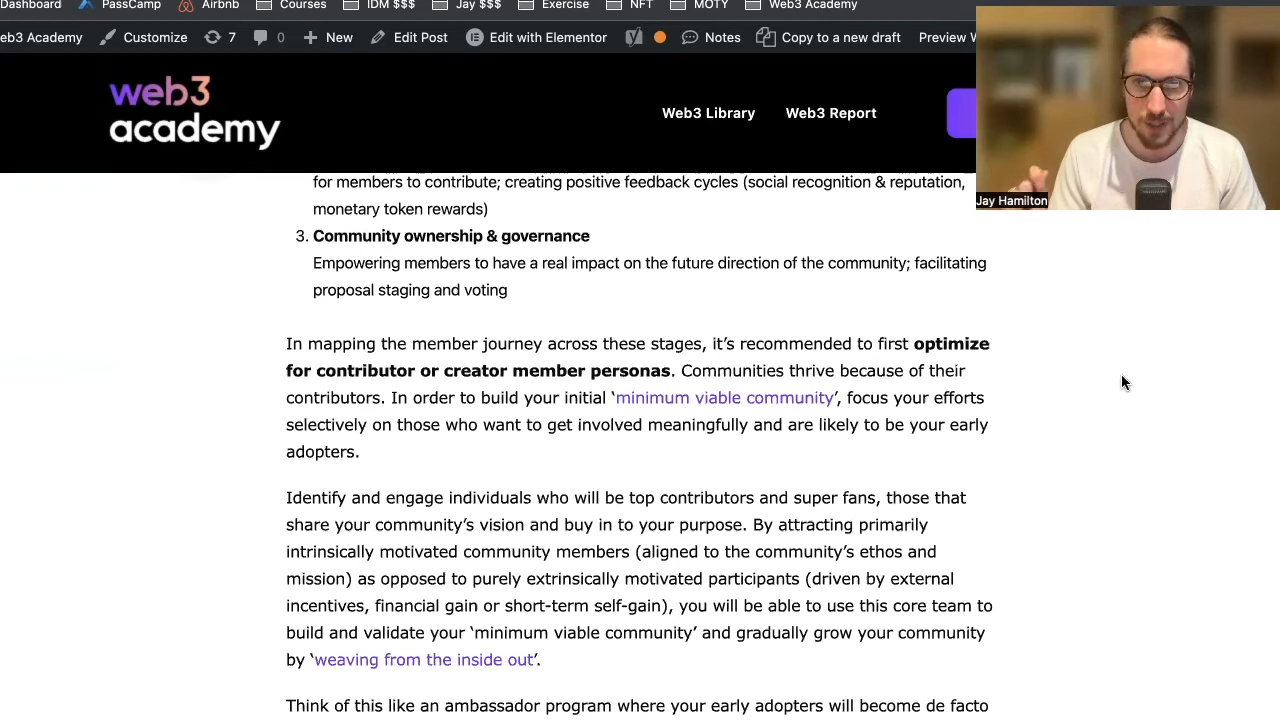 Dashboard PassCamp Airbnb Courses IDM $$$ Jay $$$ Exercise NFT MOTY Web3 Academy
eb3 Academy Customize 7 0 New Edit Post Edit with Elementor Notes Copy to a new draft Preview
web3
academy
Web3 Library Web3 Report
Jay Hamilton
for members to contribute; creating positive feedback cycles (social recognition & reputation,
monetary token rewards)
3. Community ownership & governance
Empowering members to have a real impact on the future direction of the community; facilitating
proposal staging and voting
In mapping the member journey across these stages, it’s recommended to first optimize
for contributor or creator member personas. Communities thrive because of their
contributors. In order to build your initial ‘minimum viable community’, focus your efforts
selectively on those who want to get involved meaningfully and are likely to be your early
adopters.
Identify and engage individuals who will be top contributors and super fans, those that
share your community’s vision and buy in to your purpose. By attracting primarily
intrinsically motivated community members (aligned to the community’s ethos and
mission) as opposed to purely extrinsically motivated participants (driven by external
incentives, financial gain or short-term self-gain), you will be able to use this core team to
build and validate your ‘minimum viable community’ and gradually grow your community
by ‘weaving from the inside out’.
Think of this like an ambassador program where your early adopters will become de facto